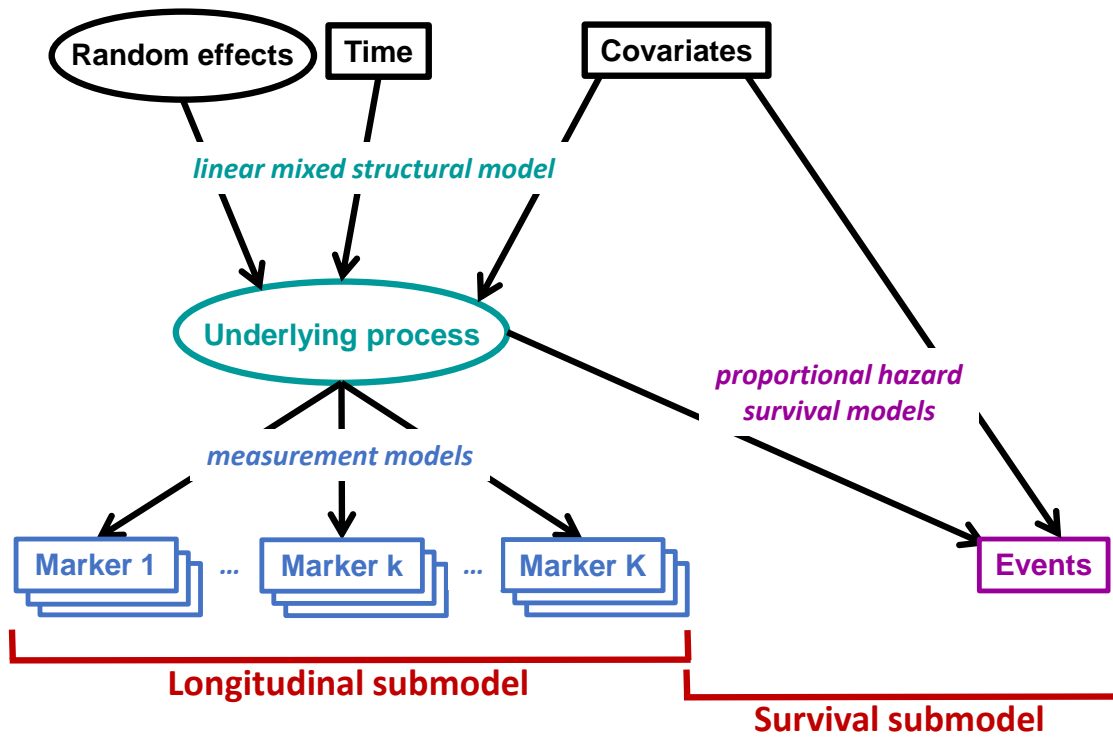 Random effects
Time
Covariates
linear mixed structural model
Underlying process
proportional hazard
survival models
measurement models
Marker 1
...
Marker k
...
Marker K
Events
Longitudinal submodel
Survival submodel